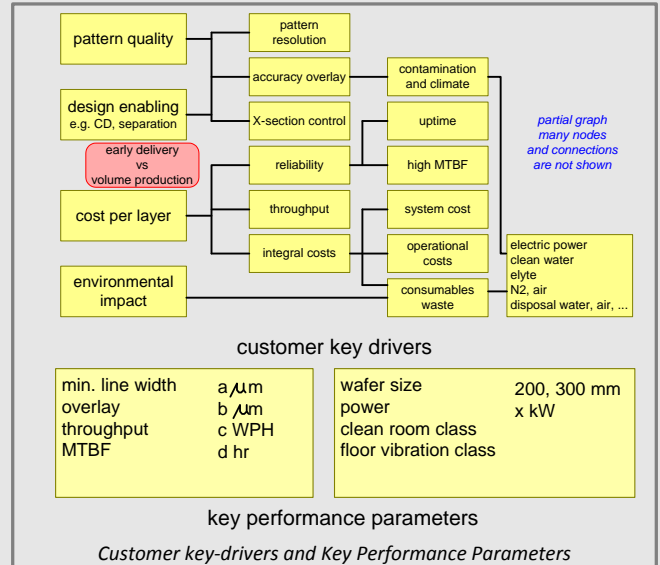 pattern quality
design enabling
e.g. CD, separation
early delivery
vs
volume production
cost per layer
environmental
impact
pattern
resolution
accuracy overlay
X-section control
reliability
throughput
integral costs
contamination
and climate
uptime
high MTBF
system cost
operational
costs
consumables
waste
partial graph
many nodes
and connections
are not shown
electric power
clean water
elyte
N2, air
disposal water, air, ...
customer key drivers
min. line width a μm
overlay b μm
throughput c WPH
MTBF d hr
wafer size 200, 300 mm
power x kW
clean room class
floor vibration class
key performance parameters
Customer key-drivers and Key Performance Parameters